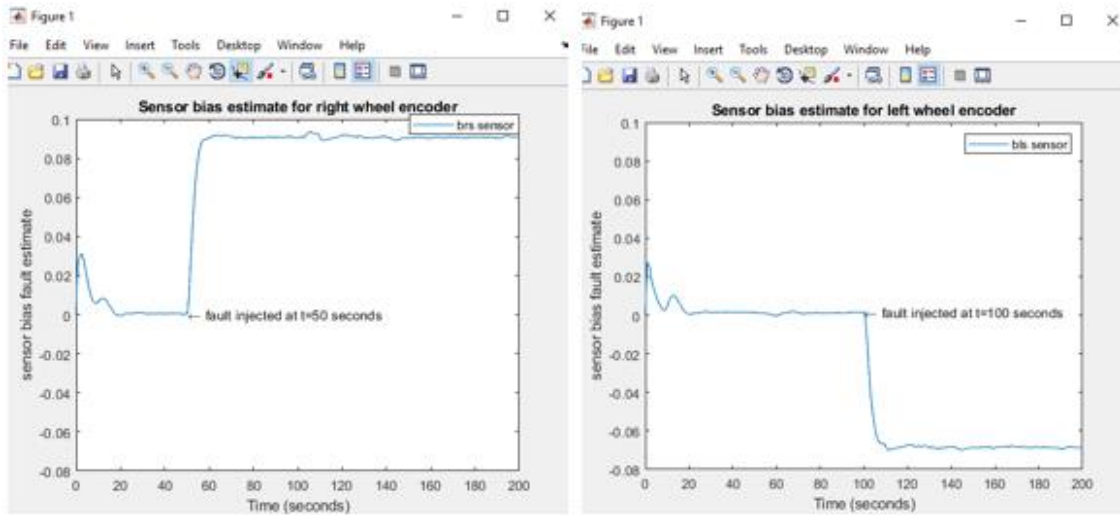 Figure 1
File Edit View Insert Tools Desktop Window Help
Sensor bias estimate for right wheel encoder
brs sensor
0.1
0.08
0.06
0.04
0.02
0
-0.02
-0.04
-0.06
-0.08
sensor bias fault estimate
fault injected at t=50 seconds
0 20 40 60 80 100 120 140 160 180 200
Time (seconds)
Figure 1
File Edit View Insert Tools Desktop Window Help
Sensor bias estimate for left wheel encoder
bls sensor
0.1
0.08
0.06
0.04
0.02
0
-0.02
-0.04
-0.06
-0.08
sensor bias fault estimate
fault injected at t=100 seconds
0 20 40 60 80 100 120 140 160 180 200
Time (seconds)